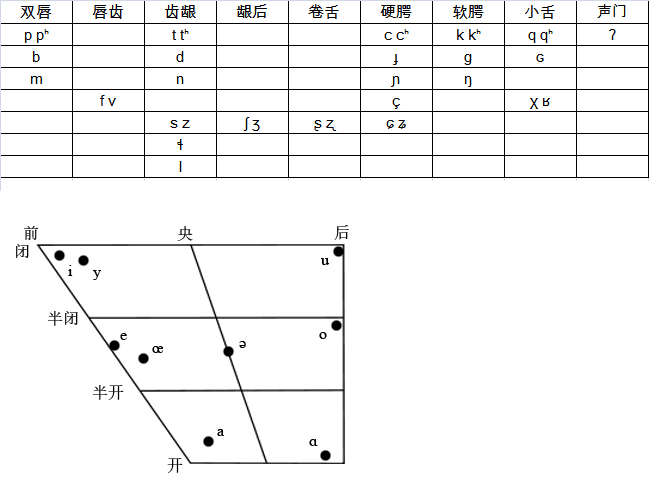 双唇 唇齿 齿龈 龈后 卷舌 硬腭 软腭 小舌 声门
p pʰ t tʰ c cʰ k kʰ q qʰ ʔ
b d ɟ ɡ ɢ
m n ɲ ŋ
f v ç χ ʁ
s z ʃ ʒ ʂ ʐ ɕ ʑ
ɬ
l
前 央 后
闭
i y u
半闭
e œ ə o
半开
a ɑ
开